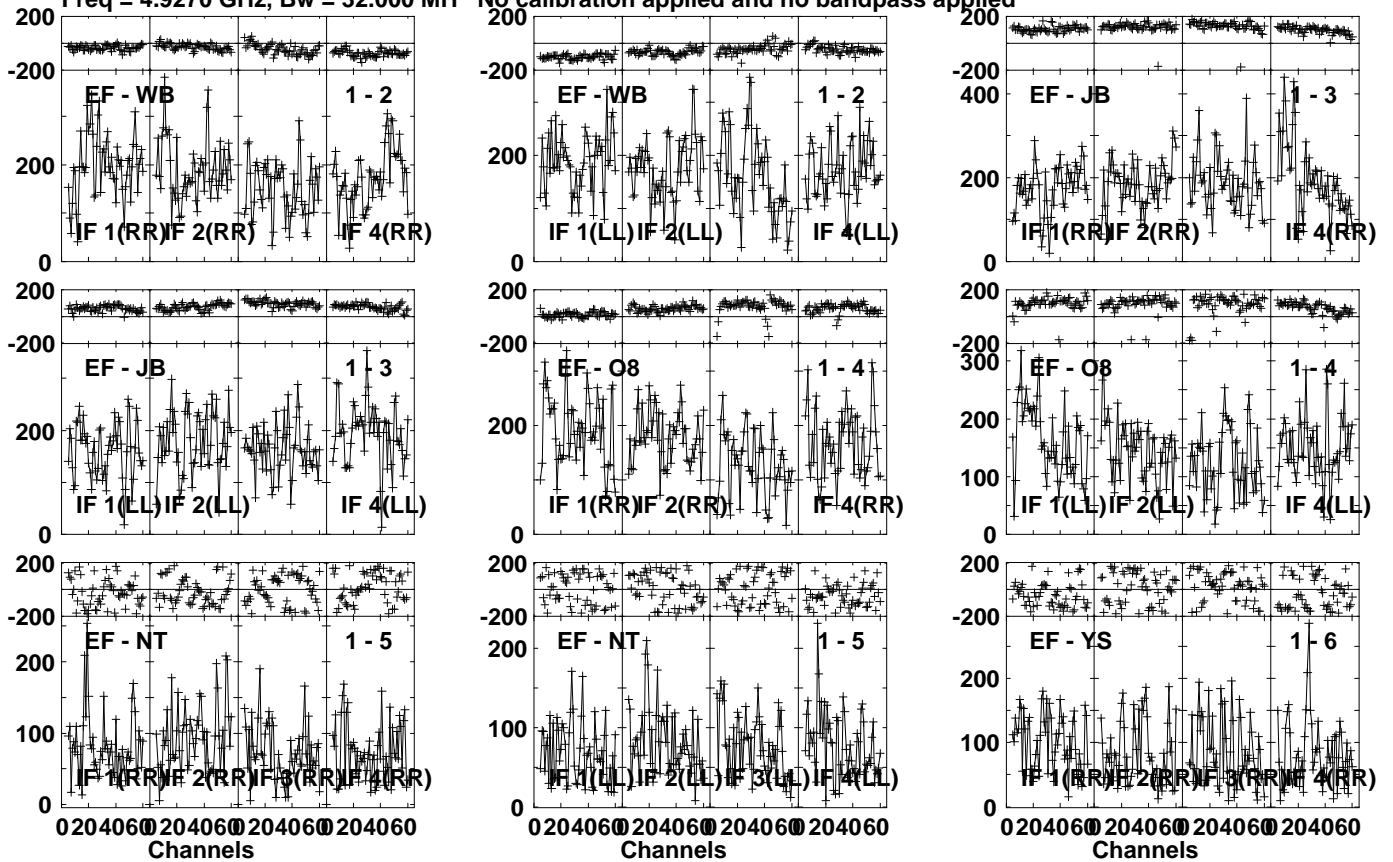 Freq = 4.9270 GHz, Bw = 32.000 MH No calibration applied and no bandpass applied
200
-200
EF - WB 1 - 2
200
IF 1(RR) IF 2(RR) IF 4(RR)
0
200
-200
EF - WB 1 - 2
200
IF 1(LL) IF 2(LL) IF 4(LL)
0
200
-200
400
EF - JB 1 - 3
200
IF 1(RR) IF 2(RR) IF 4(RR)
0
200
-200
EF - JB 1 - 3
200
IF 1(LL) IF 2(LL) IF 4(LL)
0
200
-200
EF - O8 1 - 4
200
IF 1(RR) IF 2(RR) IF 4(RR)
0
200
-200
300
EF - O8 1 - 4
200
100
IF 1(LL) IF 2(LL) IF 4(LL)
0
200
-200
EF - NT 1 - 5
200
100
IF 1(RR) IF 2(RR) IF 3(RR) IF 4(RR)
0
0 20 40 60 0 20 40 60 0 20 40 60 0 20 40 60
Channels
200
-200
EF - NT 1 - 5
200
100
IF 1(LL) IF 2(LL) IF 3(LL) IF 4(LL)
0
0 20 40 60 0 20 40 60 0 20 40 60 0 20 40 60
Channels
200
-200
EF - YS 1 - 6
200
100
IF 1(RR) IF 2(RR) IF 3(RR) IF 4(RR)
0
0 20 40 60 0 20 40 60 0 20 40 60 0 20 40 60
Channels